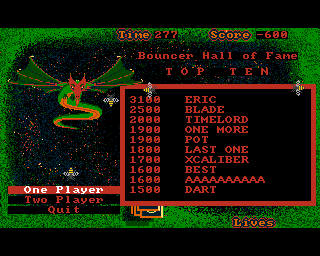 Time 277 Score -600
Bouncer Hall of Fame
TOP TEN
3100 ERIC
2500 BLADE
2000 TIMELORD
1900 ONE MORE
1900 POT
1800 LAST ONE
1700 XCALIBER
1600 BEST
1600 AAAAAAAAAA
1500 DART
One Player
Two Player
Quit
Lives